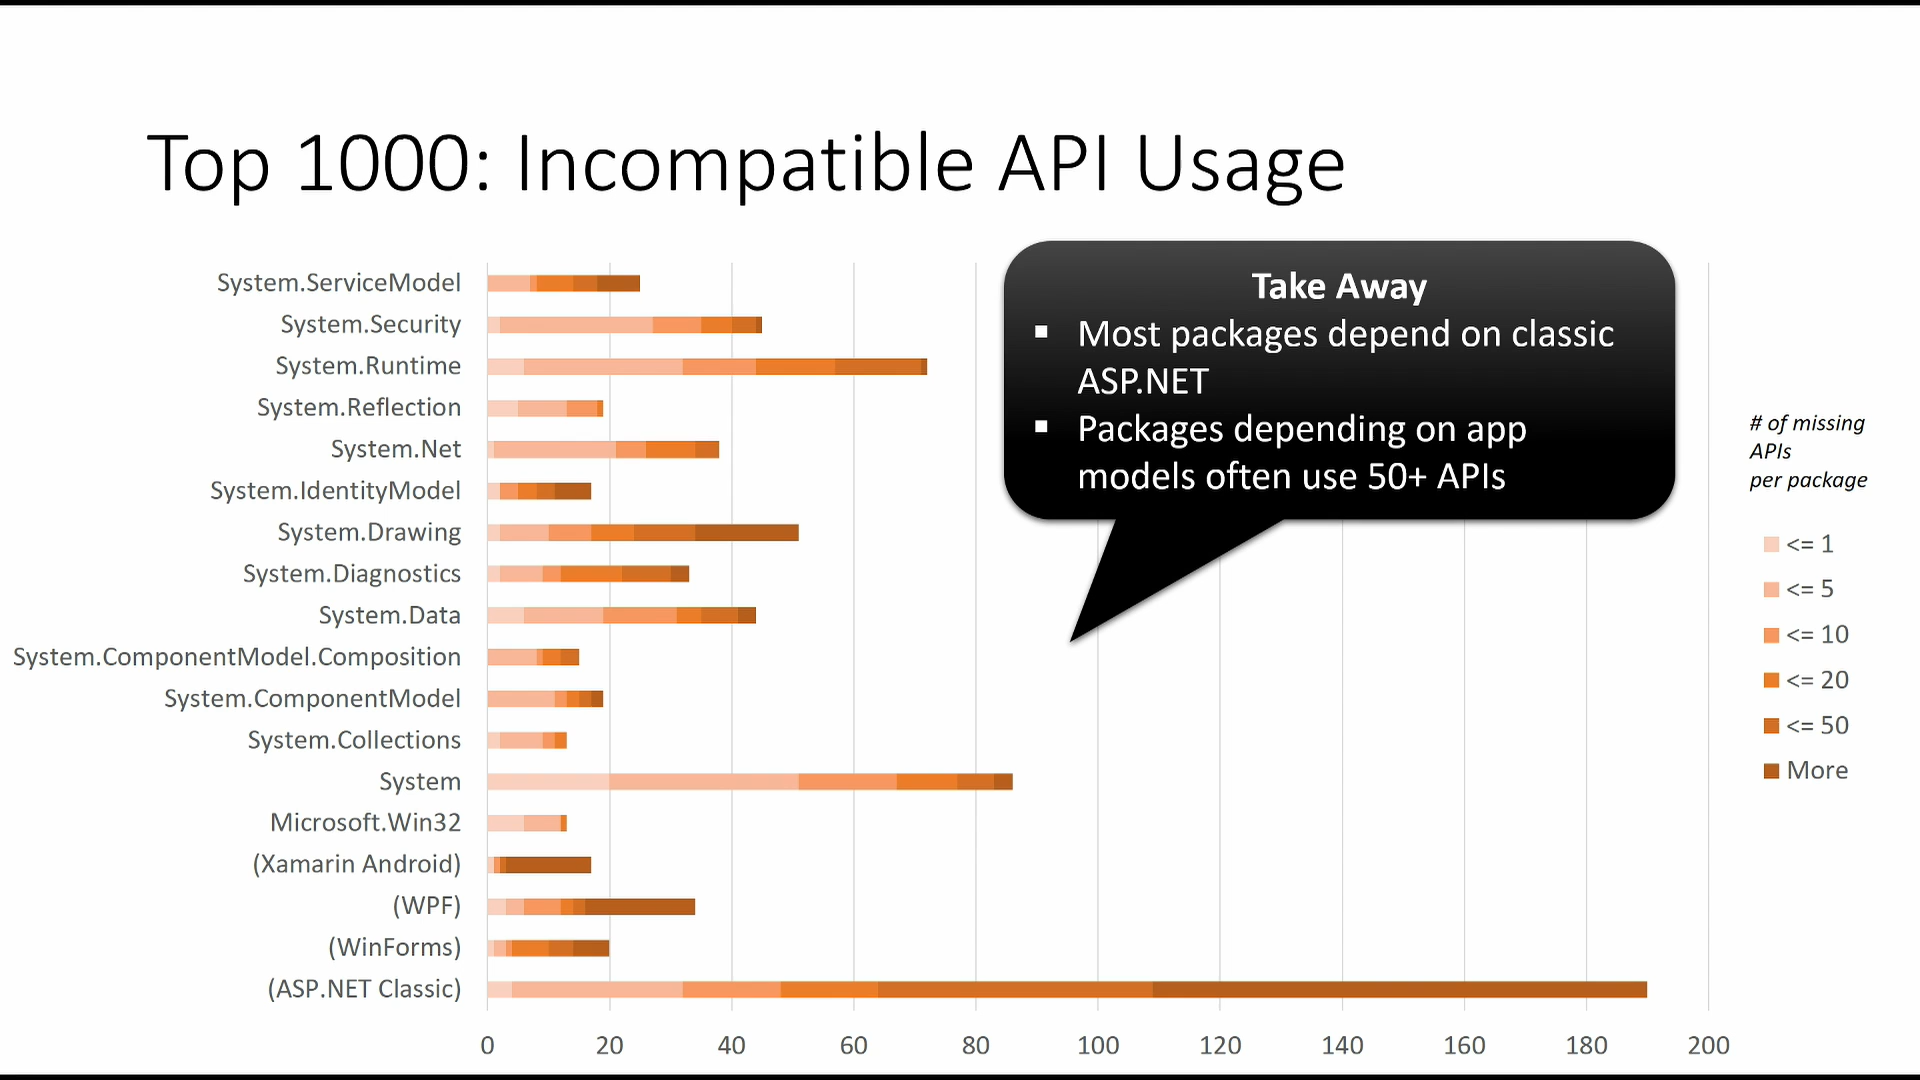 Top 1000: Incompatible API Usage
System.ServiceModel
System.Security
System.Runtime
System.Reflection
System.Net
System.IdentityModel
System.Drawing
System.Diagnostics
System.Data
System.ComponentModel.Composition
System.ComponentModel
System.Collections
System
Microsoft.Win32
(Xamarin Android)
(WPF)
(WinForms)
(ASP.NET Classic)
0 20 40 60 80 100 120 140 160 180 200
Take Away
▪ Most packages depend on classic
ASP.NET
▪ Packages depending on app
models often use 50+ APIs
# of missing
APIs
per package
<= 1
<= 5
<= 10
<= 20
<= 50
More